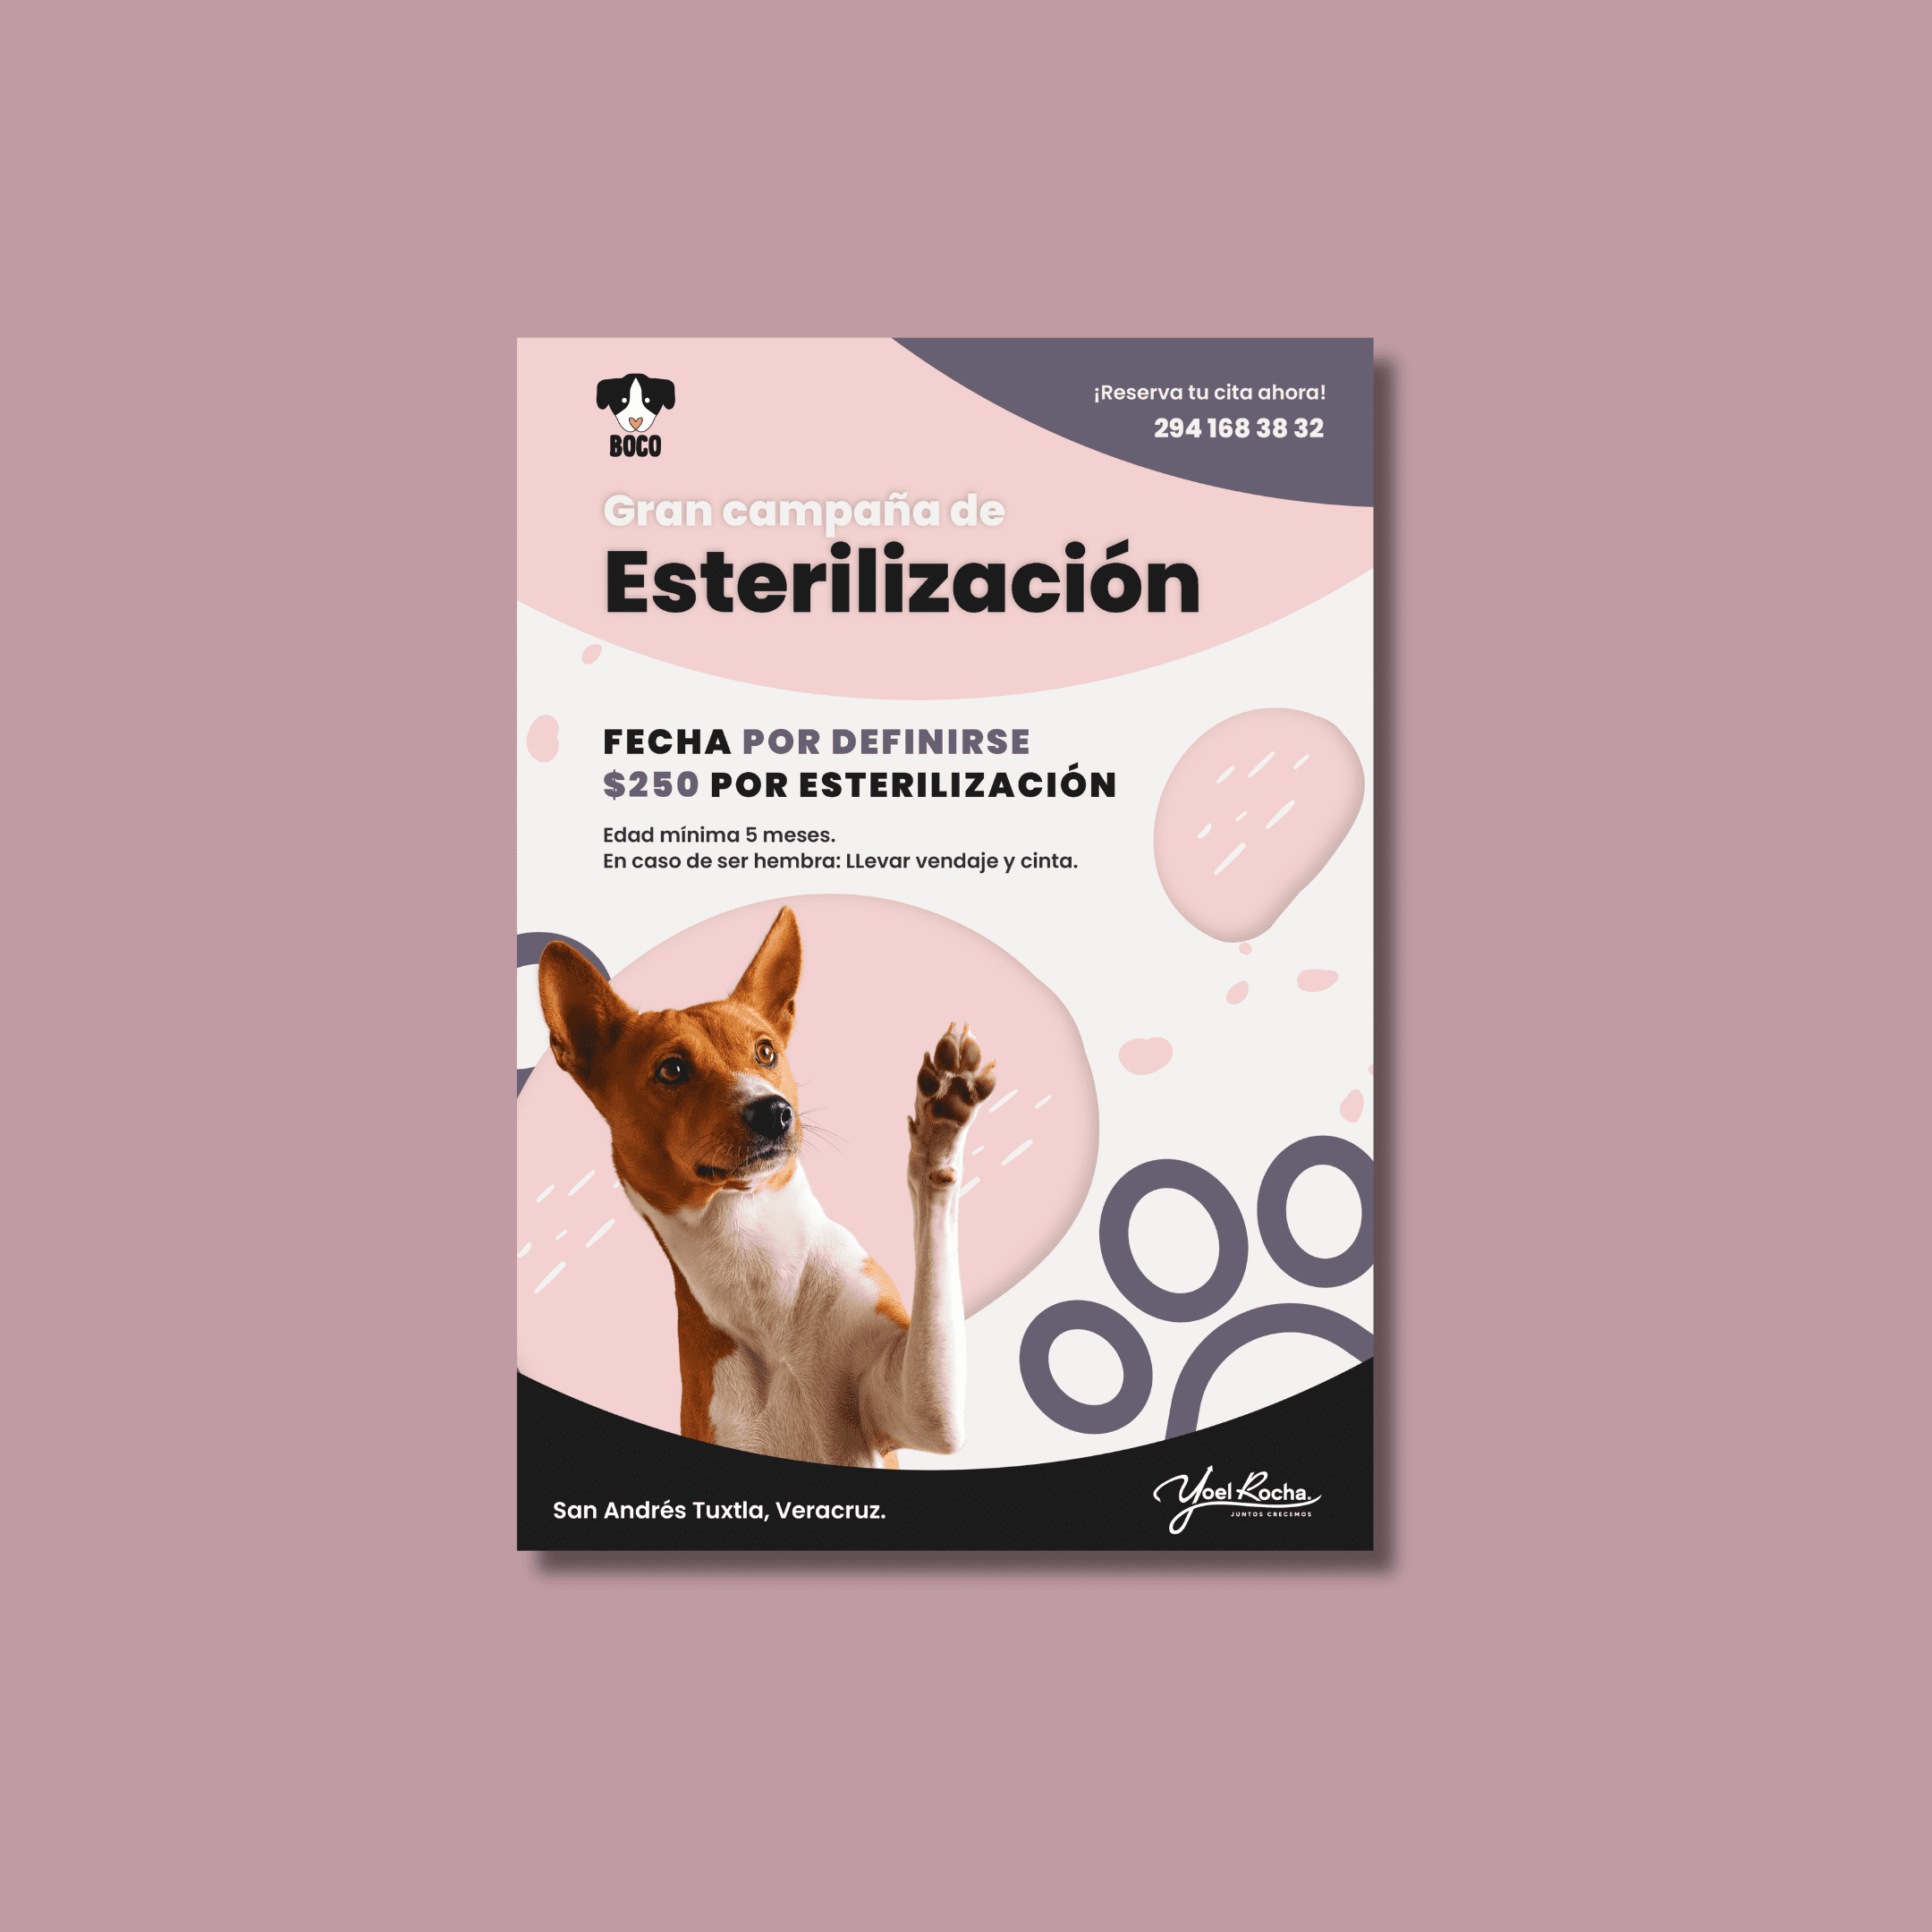 BOCO
¡Reserva tu cita ahora!
294 168 38 32
Gran campaña de
Esterilización
FECHA POR DEFINIRSE
$250 POR ESTERILIZACIÓN
Edad mínima 5 meses.
En caso de ser hembra: LLevar vendaje y cinta.
San Andrés Tuxtla, Veracruz.
Yoel Rocha.
JUNTOS CRECEMOS